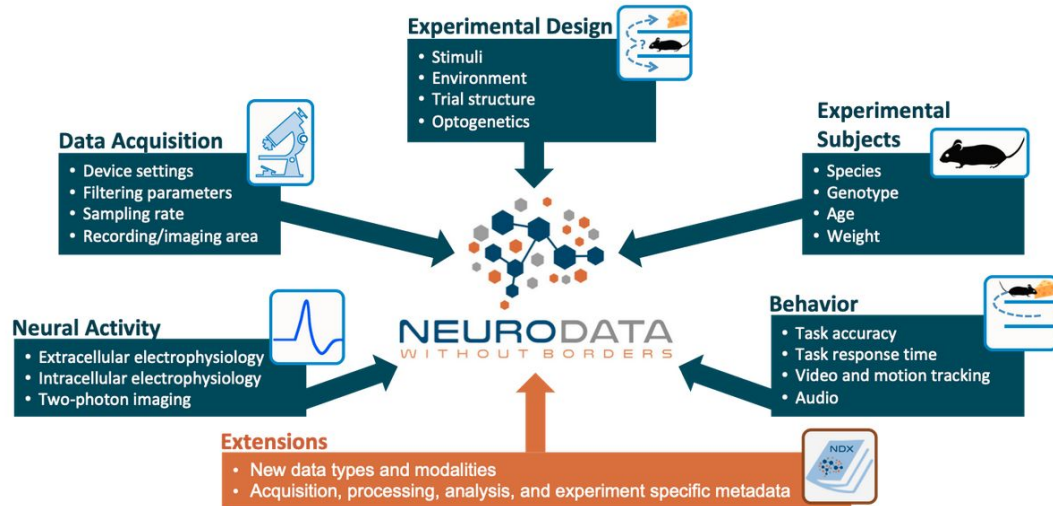 Experimental Design
• Stimuli
• Environment
• Trial structure
• Optogenetics
?
Data Acquisition
• Device settings
• Filtering parameters
• Sampling rate
• Recording/imaging area
Experimental
Subjects
• Species
• Genotype
• Age
• Weight
NEURODATA
WITHOUT BORDERS
Neural Activity
• Extracellular electrophysiology
• Intracellular electrophysiology
• Two-photon imaging
Behavior
• Task accuracy
• Task response time
• Video and motion tracking
• Audio
Extensions
• New data types and modalities
• Acquisition, processing, analysis, and experiment specific metadata
NDX